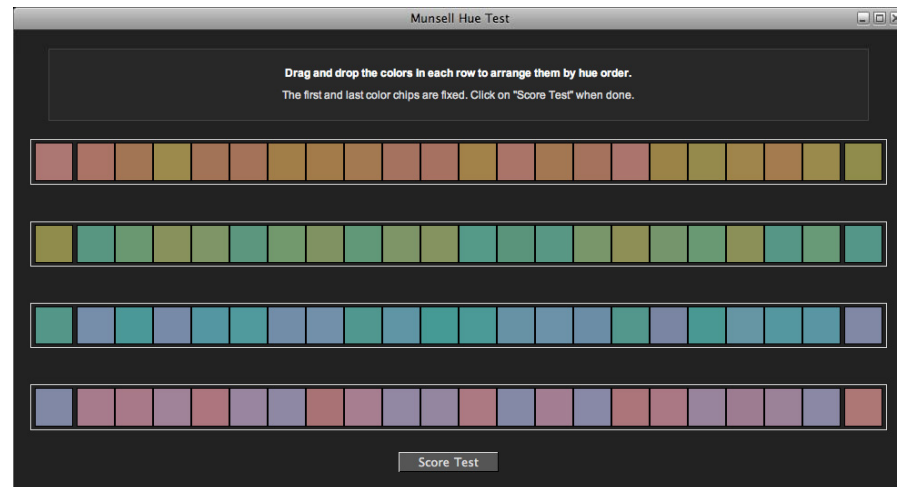 Munsell Hue Test
Drag and drop the colors in each row to arrange them by hue order.
The first and last color chips are fixed. Click on "Score Test" when done.
Score Test